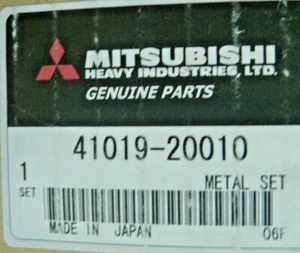 MITSUBISHI
HEAVY INDUSTRIES, LTD.
GENUINE PARTS
41019-20010
1
SET
METAL SET
MADE IN JAPAN
06F